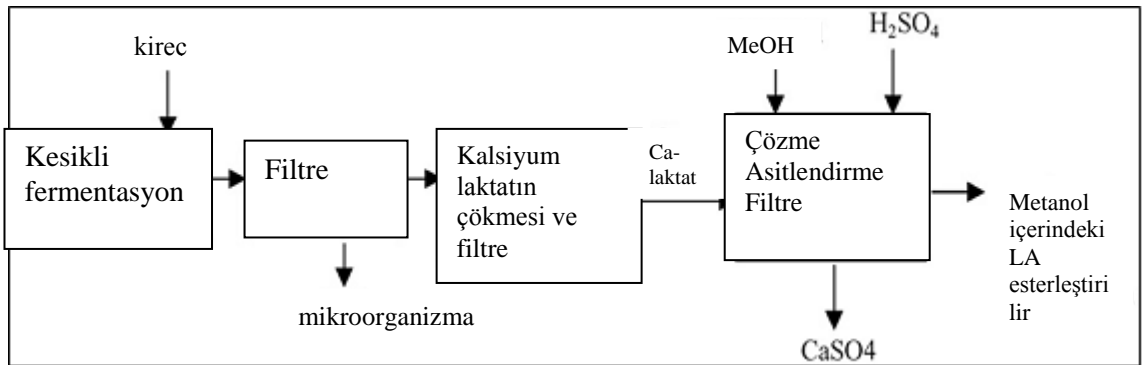 kirec
MeOH
H₂SO₄
Kesikli
fermentasyon
Filtre
Kalsiyum
laktatın
çökmesi ve
filtre
Ca-
laktat
Çözme
Asitlendirme
Filtre
Metanol
içerindeki
LA
esterleştiri
lir
mikroorganizma
CaSO4